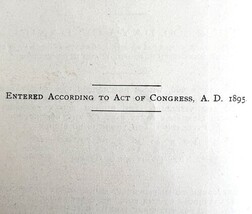 Entered According to Act of Congress, A. D. 1895